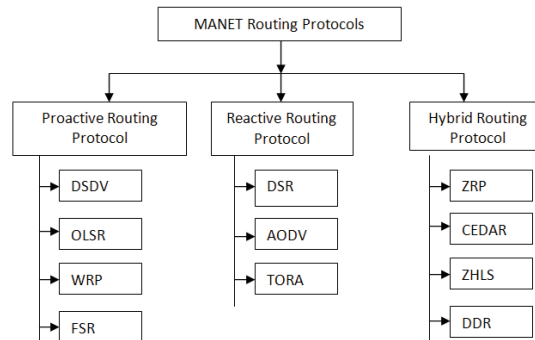 MANET Routing Protocols
Proactive Routing
Protocol
DSDV
OLSR
WRP
FSR
Reactive Routing
Protocol
DSR
AODV
TORA
Hybrid Routing
Protocol
ZRP
CEDAR
ZHLS
DDR